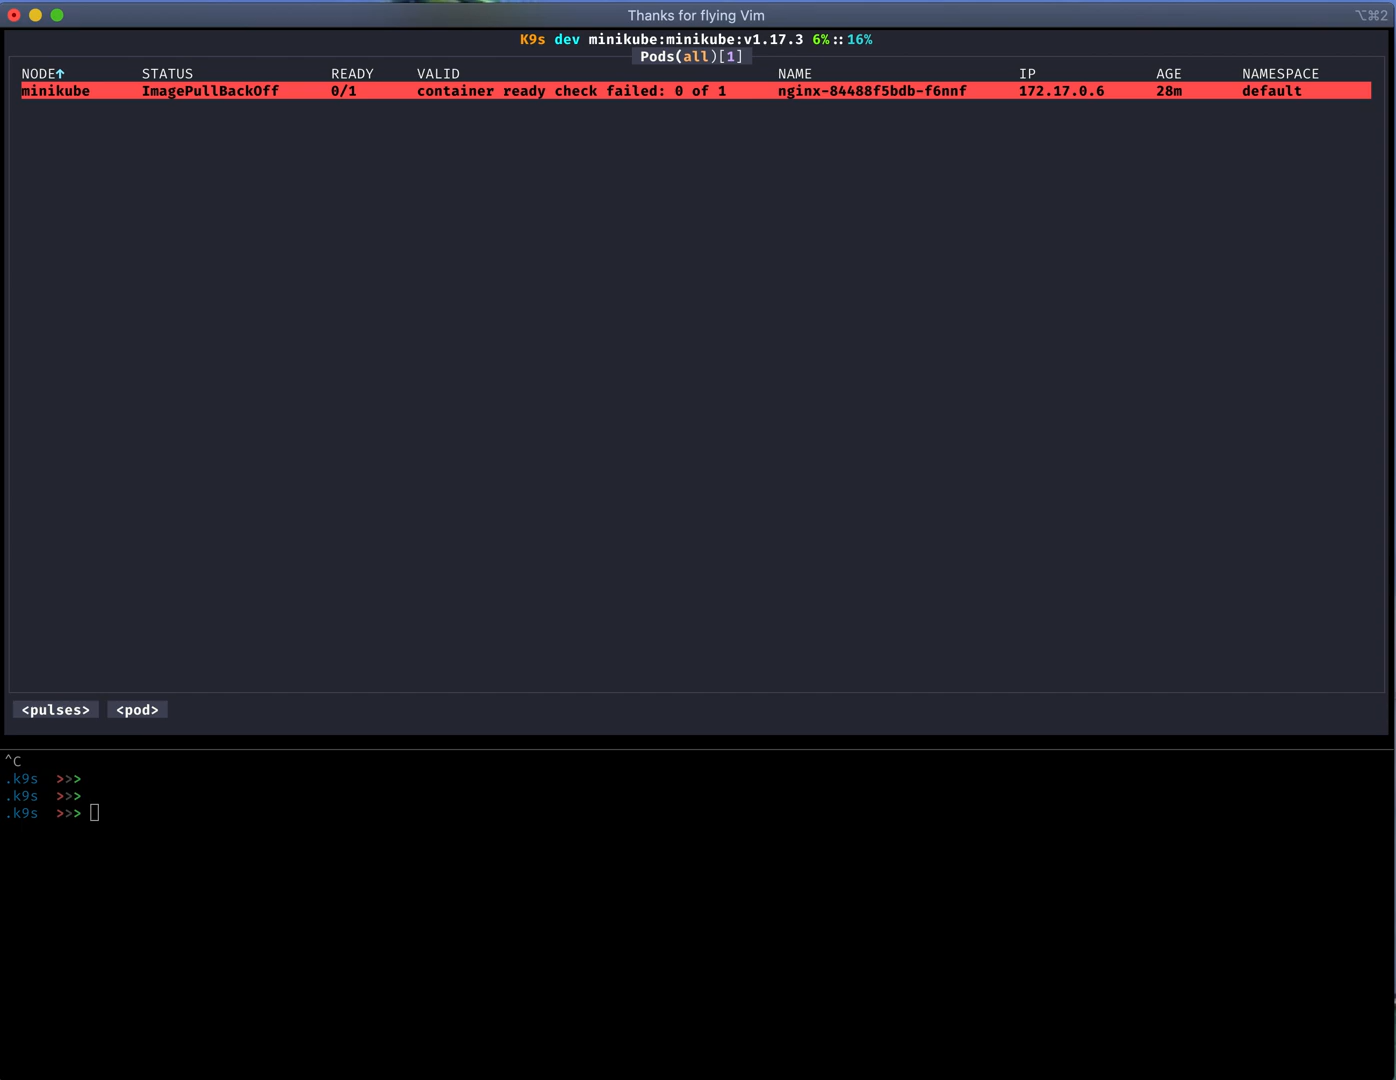 Thanks for flying Vim ⌥⌘2
K9s dev minikube:minikube:v1.17.3 6%::16%
Pods(all)[1]
NODE↑ STATUS READY VALID NAME IP AGE NAMESPACE
minikube ImagePullBackOff 0/1 container ready check failed: 0 of 1 nginx-84488f5bdb-f6nnf 172.17.0.6 28m default
<pulses> <pod>
^C
.k9s >>>
.k9s >>>
.k9s >>>